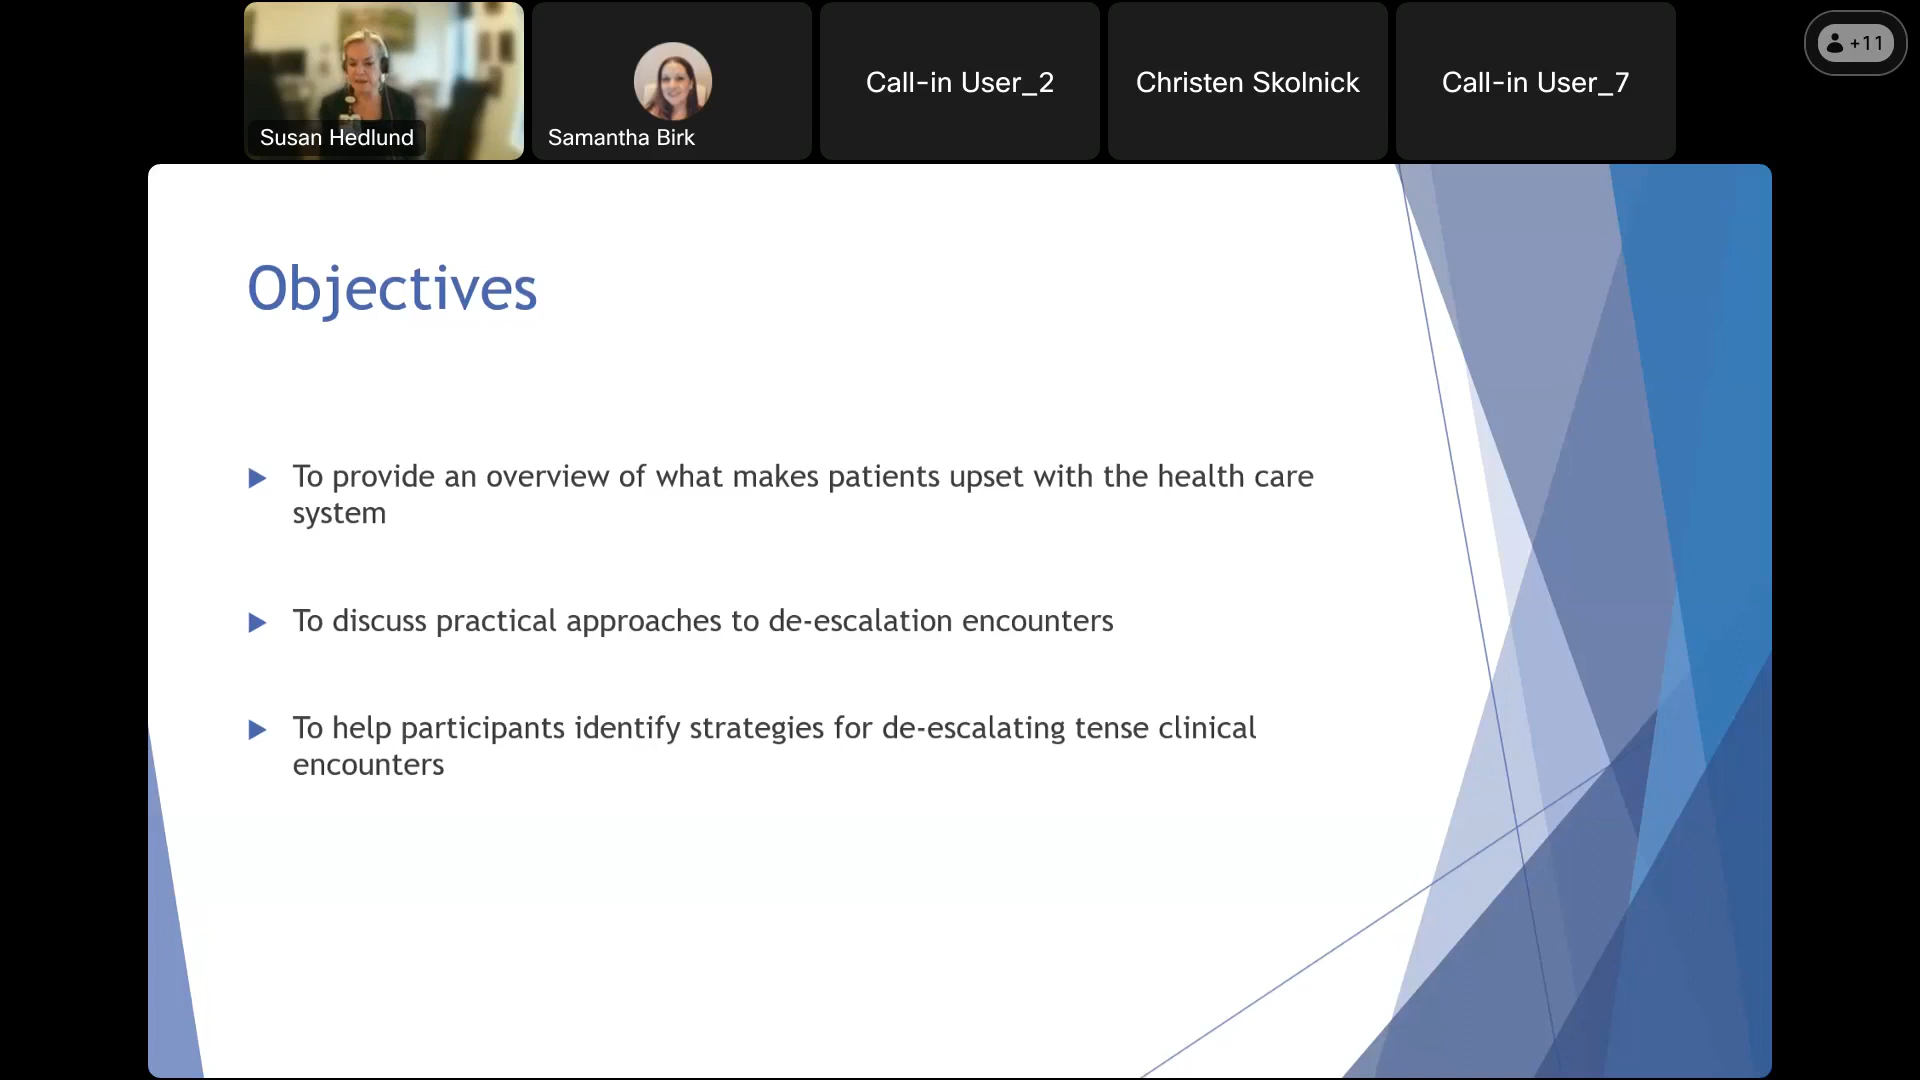 Susan Hedlund
Samantha Birk
Call-in User_2
Christen Skolnick
Call-in User_7
+11
Objectives
To provide an overview of what makes patients upset with the health care
system
To discuss practical approaches to de-escalation encounters
To help participants identify strategies for de-escalating tense clinical
encounters